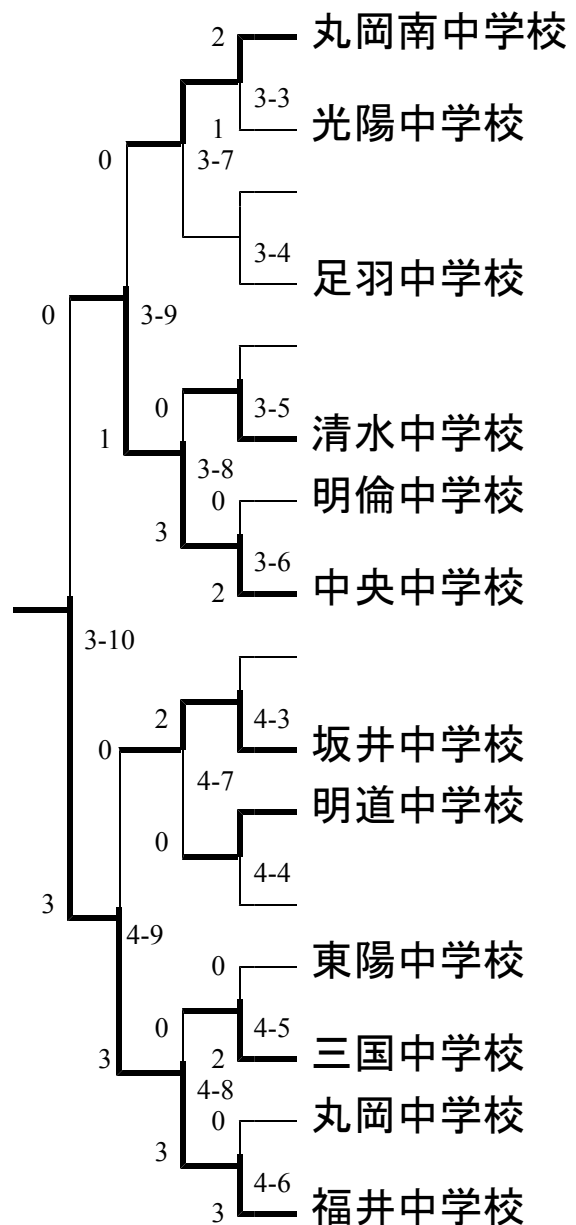 2 丸岡南中学校
3-3
1 光陽中学校
0 3-7
3-4
足羽中学校
0 3-9
0 3-5
1 清水中学校
3-8
0 明倫中学校
3 3-6
2 中央中学校
3-10
2 4-3
0 坂井中学校
4-7
明道中学校
0
4-4
3
4-9
0 東陽中学校
0 4-5
3 2 三国中学校
4-8
0 丸岡中学校
3
4-6
3 福井中学校